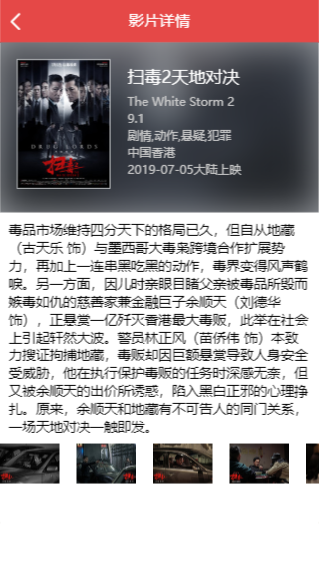 影片详情
扫毒2天地对决
The White Storm 2
9.1
剧情,动作,悬疑,犯罪
中国香港
2019-07-05大陆上映
DRUG LORDS
扫毒
毒品市场维持四分天下的格局已久，但自从地藏
（古天乐 饰）与墨西哥大毒枭跨境合作扩展势
力，再加上一连串黑吃黑的动作，毒界变得风声鹤
唳。另一方面，因儿时亲眼目睹父亲被毒品所毁而
嫉毒如仇的慈善家兼金融巨子余顺天（刘德华
饰），正悬赏一亿歼灭香港最大毒贩，此举在社会
上引起轩然大波。警员林正风（苗侨伟 饰）本致
力搜证拘捕地藏，毒贩却因巨额悬赏导致人身安全
受威胁，他在执行保护毒贩的任务时深感无奈，但
又被余顺天的出价所诱惑，陷入黑白正邪的心理挣
扎。原来，余顺天和地藏有不可告人的同门关系，
一场天地对决一触即发。